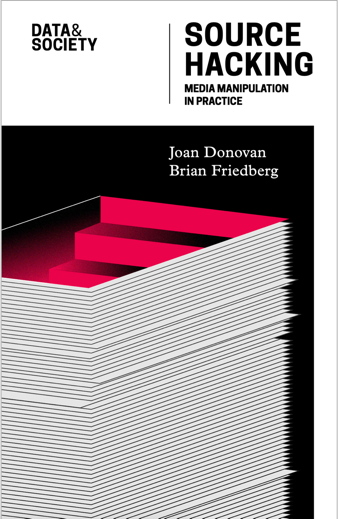 DATA&
SOCIETY
SOURCE
HACKING
MEDIA MANIPULATION
IN PRACTICE
Joan Donovan
Brian Friedberg